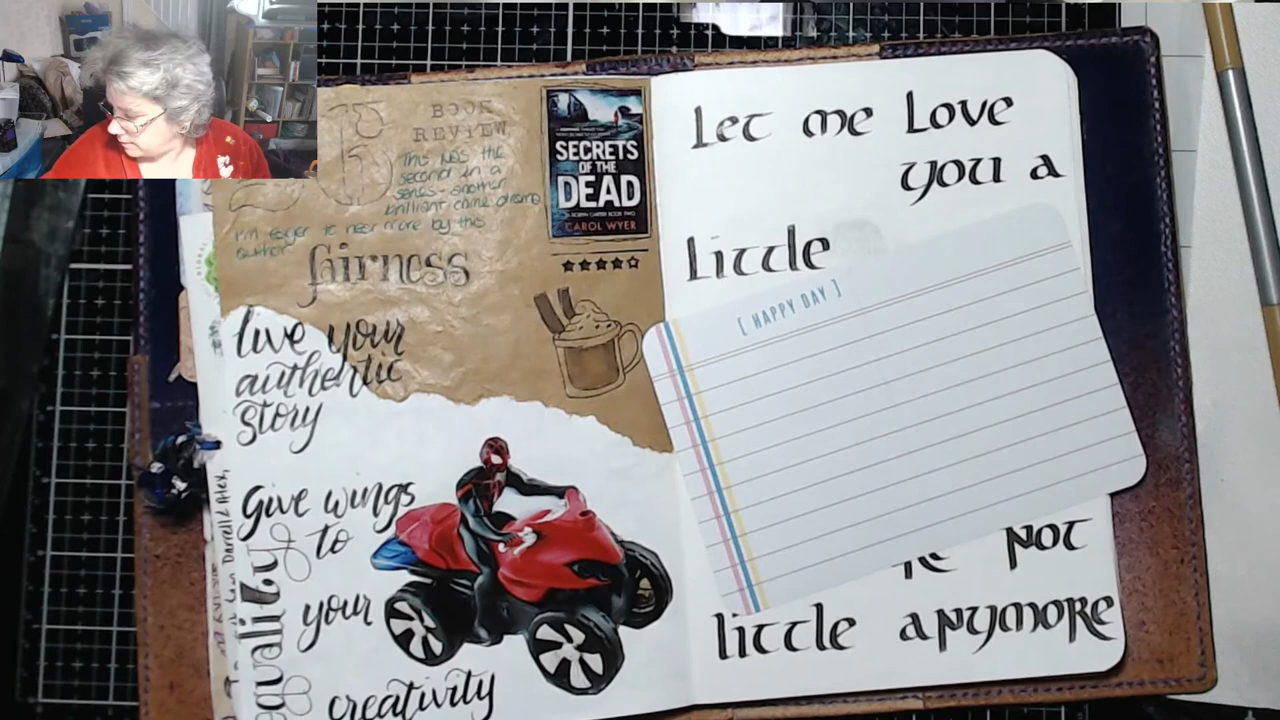 BOOK
REVIEW
This was the
second in a
series - another
brilliant crime drama
I'm eager to hear more by this
author
SECRETS
OF THE
DEAD
CAROL WYER
fairness
live your
authentic
story
Give wings
to
your
creativity
equality
Let me Love
you a
Little
[ HAPPY DAY ]
not
little anymore